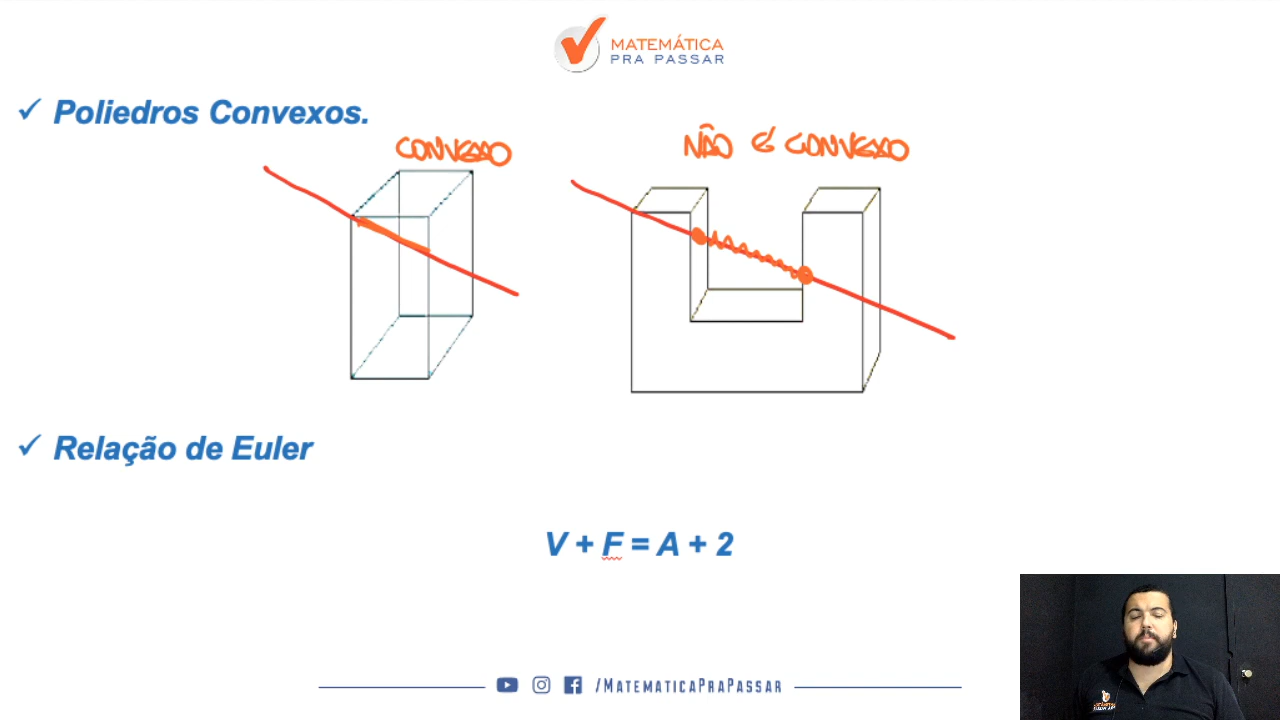 MATEMÁTICA
PRA PASSAR
✓ Poliedros Convexos.
CONVEXO
NÃO É CONVEXO
✓ Relação de Euler
V + F = A + 2
/MATEMATICAPRAPASSAR